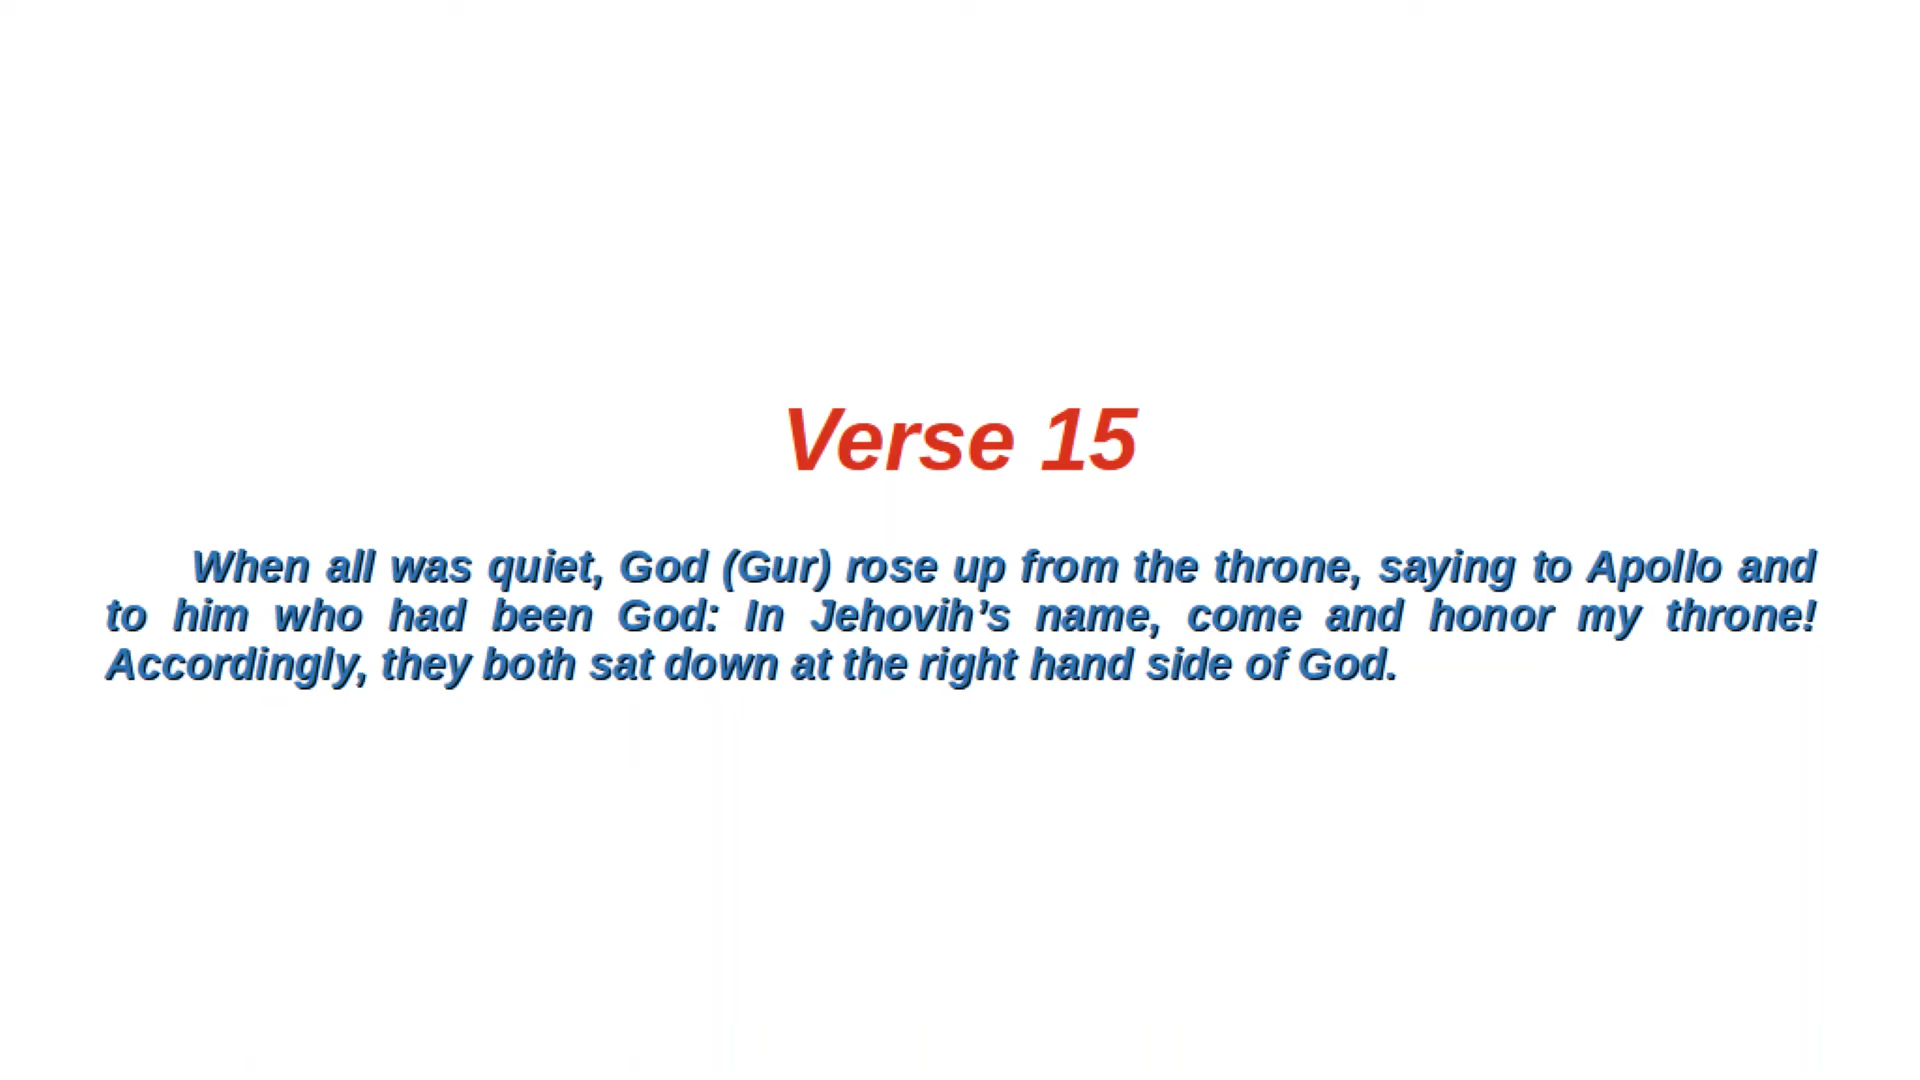 Verse 15
When all was quiet, God (Gur) rose up from the throne, saying to Apollo and
to him who had been God: In Jehovih’s name, come and honor my throne!
Accordingly, they both sat down at the right hand side of God.